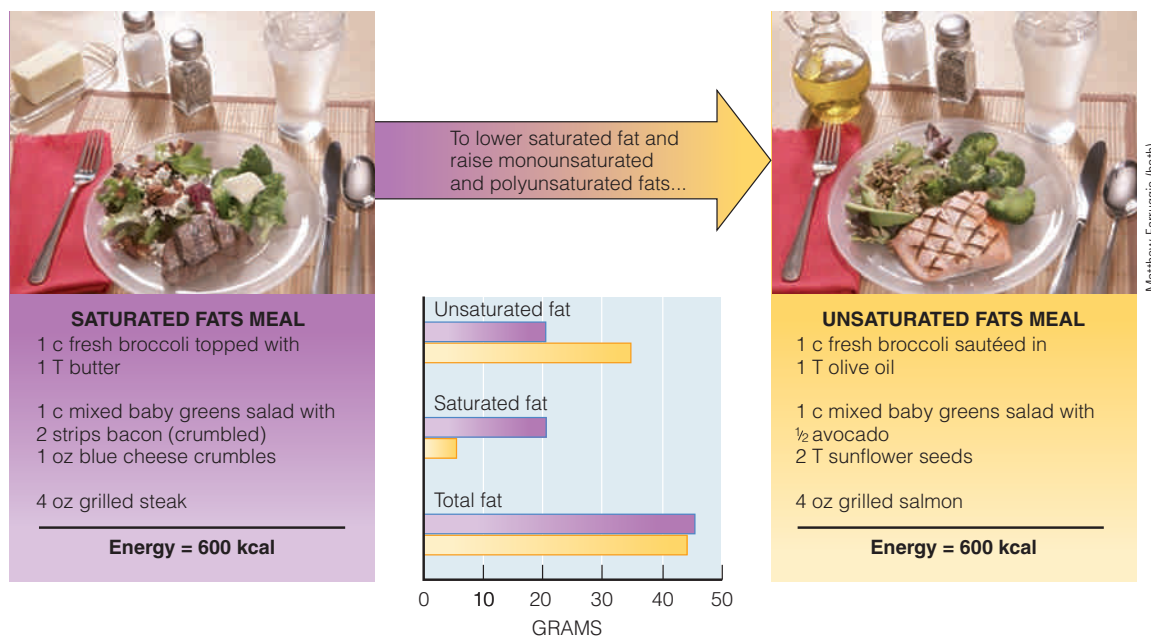 To lower saturated fat and
raise monounsaturated
and polyunsaturated fats...
SATURATED FATS MEAL
1 c fresh broccoli topped with
1 T butter
1 c mixed baby greens salad with
2 strips bacon (crumbled)
1 oz blue cheese crumbles
4 oz grilled steak
Energy = 600 kcal
Unsaturated fat
Saturated fat
Total fat
0 10 20 30 40 50
GRAMS
UNSATURATED FATS MEAL
1 c fresh broccoli sautéed in
1 T olive oil
1 c mixed baby greens salad with
½ avocado
2 T sunflower seeds
4 oz grilled salmon
Energy = 600 kcal